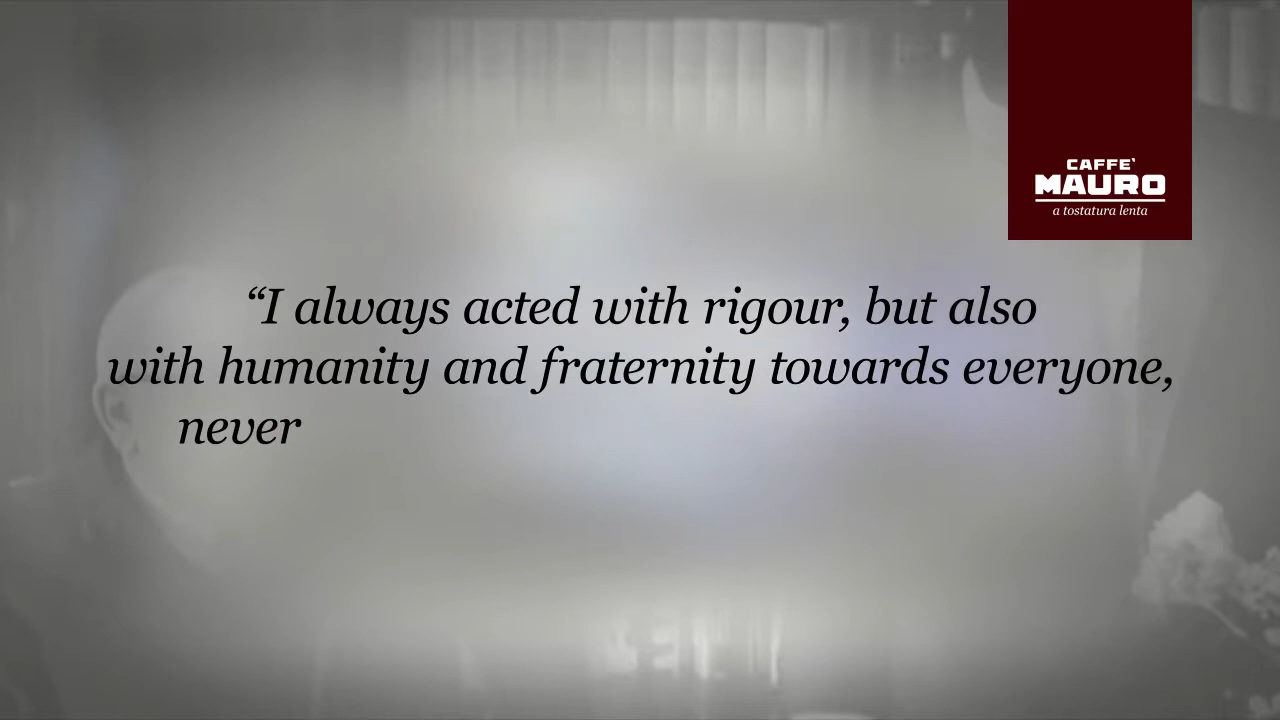 CAFFE'
MAURO
a tostatura lenta
“I always acted with rigour, but also
with humanity and fraternity towards everyone,
never